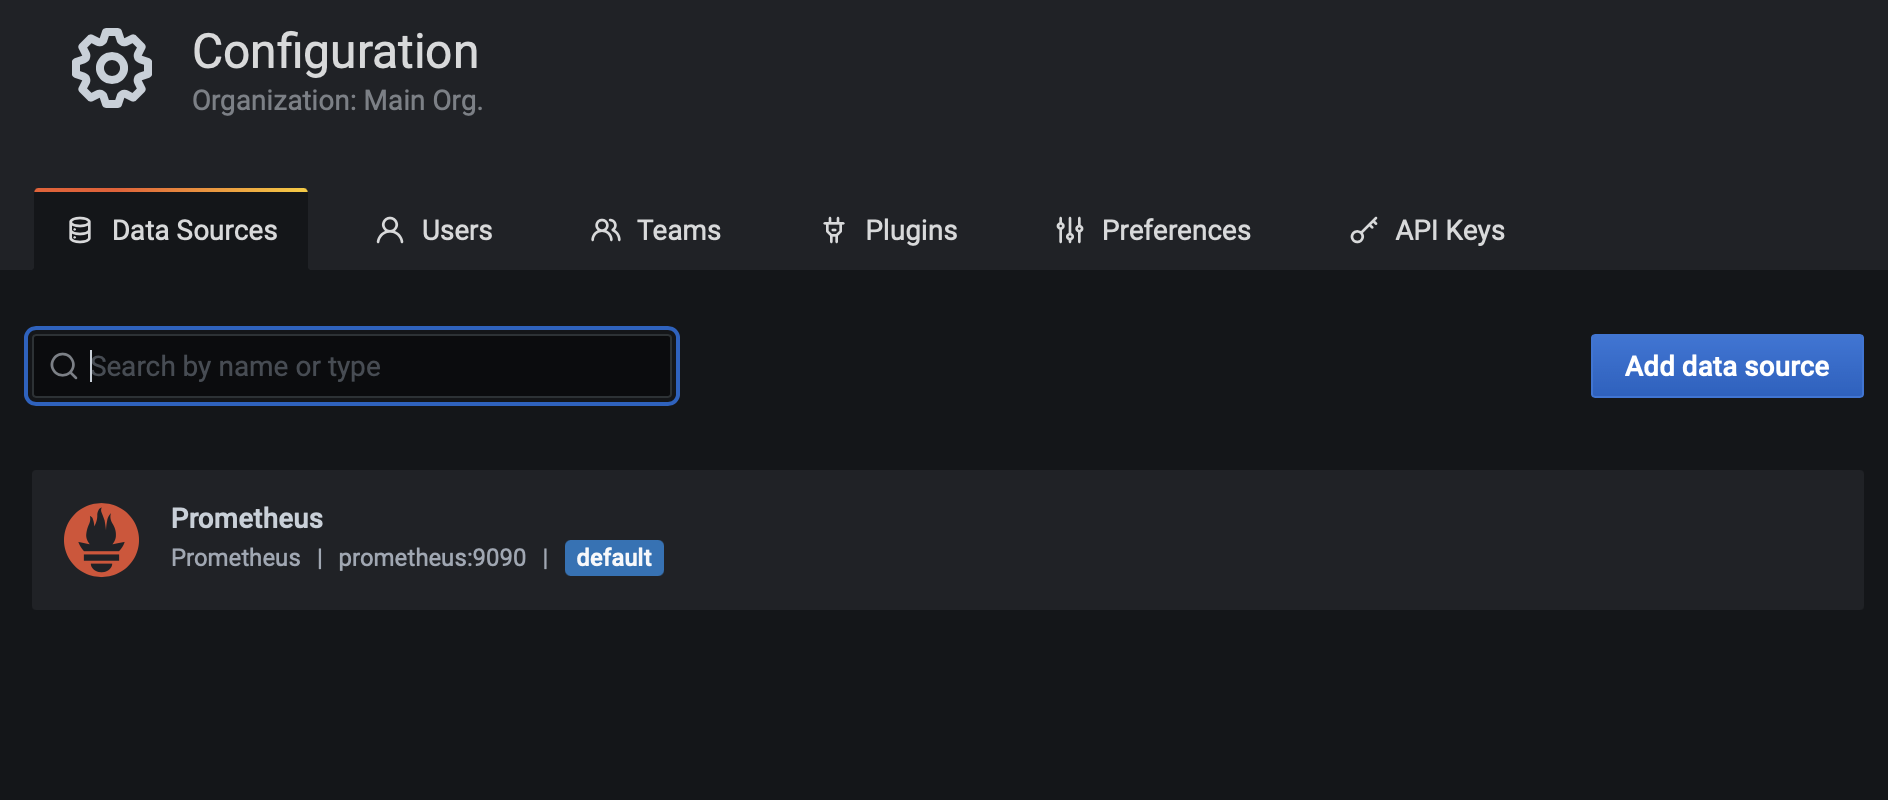 Configuration
Organization: Main Org.
Data Sources Users Teams Plugins Preferences API Keys
Search by name or type
Add data source
Prometheus
Prometheus | prometheus:9090 | default